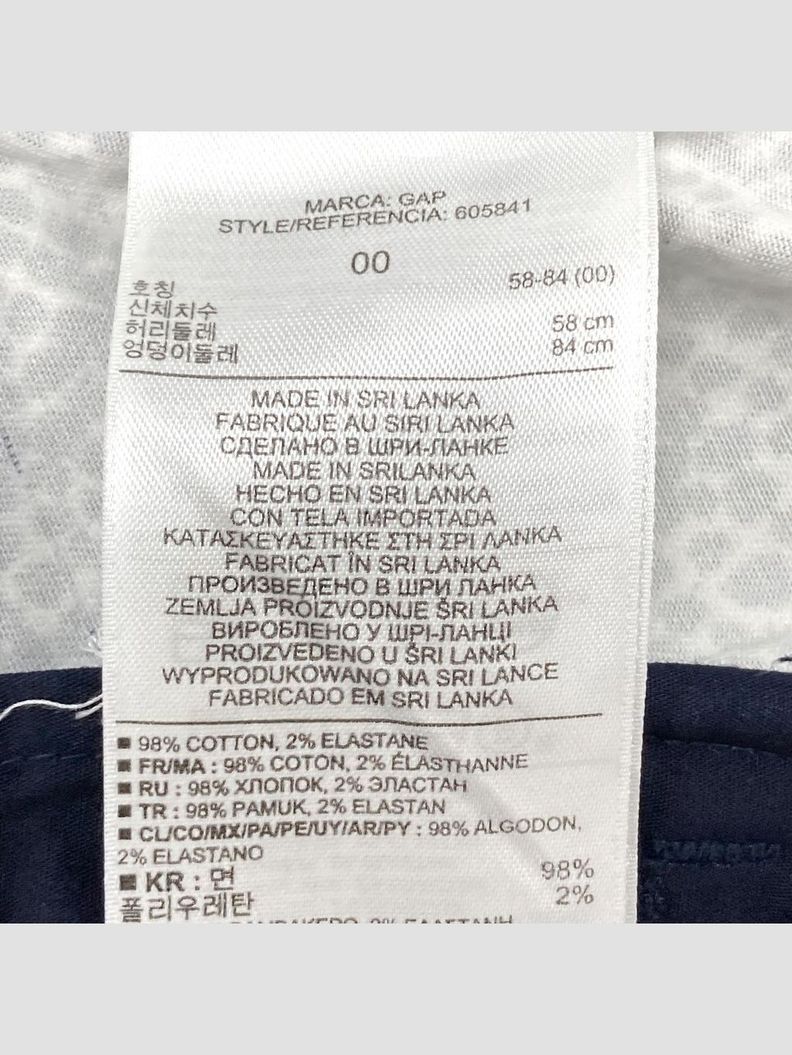 MARCA: GAP
STYLE/REFERENCIA: 605841
00
호칭 58-84 (00)
신체치수
허리둘레 58 cm
엉덩이둘레 84 cm
MADE IN SRI LANKA
FABRIQUE AU SIRI LANKA
СДЕЛАНО В ШРИ-ЛАНКЕ
MADE IN SRILANKA
HECHO EN SRI LANKA
CON TELA IMPORTADA
ΚΑΤΑΣΚΕΥΑΣΤΗΚΕ ΣΤΗ ΣΡΙ ΛΑΝΚΑ
FABRICAT ÎN SRI LANKA
ПРОИЗВЕДЕНО В ШРИ ЛАНКА
ZEMLJA PROIZVODNJE ŠRI LANKA
ВИРОБЛЕНО У ШРІ-ЛАНЦІ
PROIZVEDENO U ŠRI LANKI
WYPRODUKOWANO NA SRI LANCE
FABRICADO EM SRI LANKA
■ 98% COTTON, 2% ELASTANE
■ FR/MA : 98% COTON, 2% ÉLASTHANNE
■ RU : 98% ХЛОПОК, 2% ЭЛАСТАН
■ TR : 98% PAMUK, 2% ELASTAN
■ CL/CO/MX/PA/PE/UY/AR/PY : 98% ALGODON,
2% ELASTANO
■ KR : 면 98%
폴리우레탄 2%